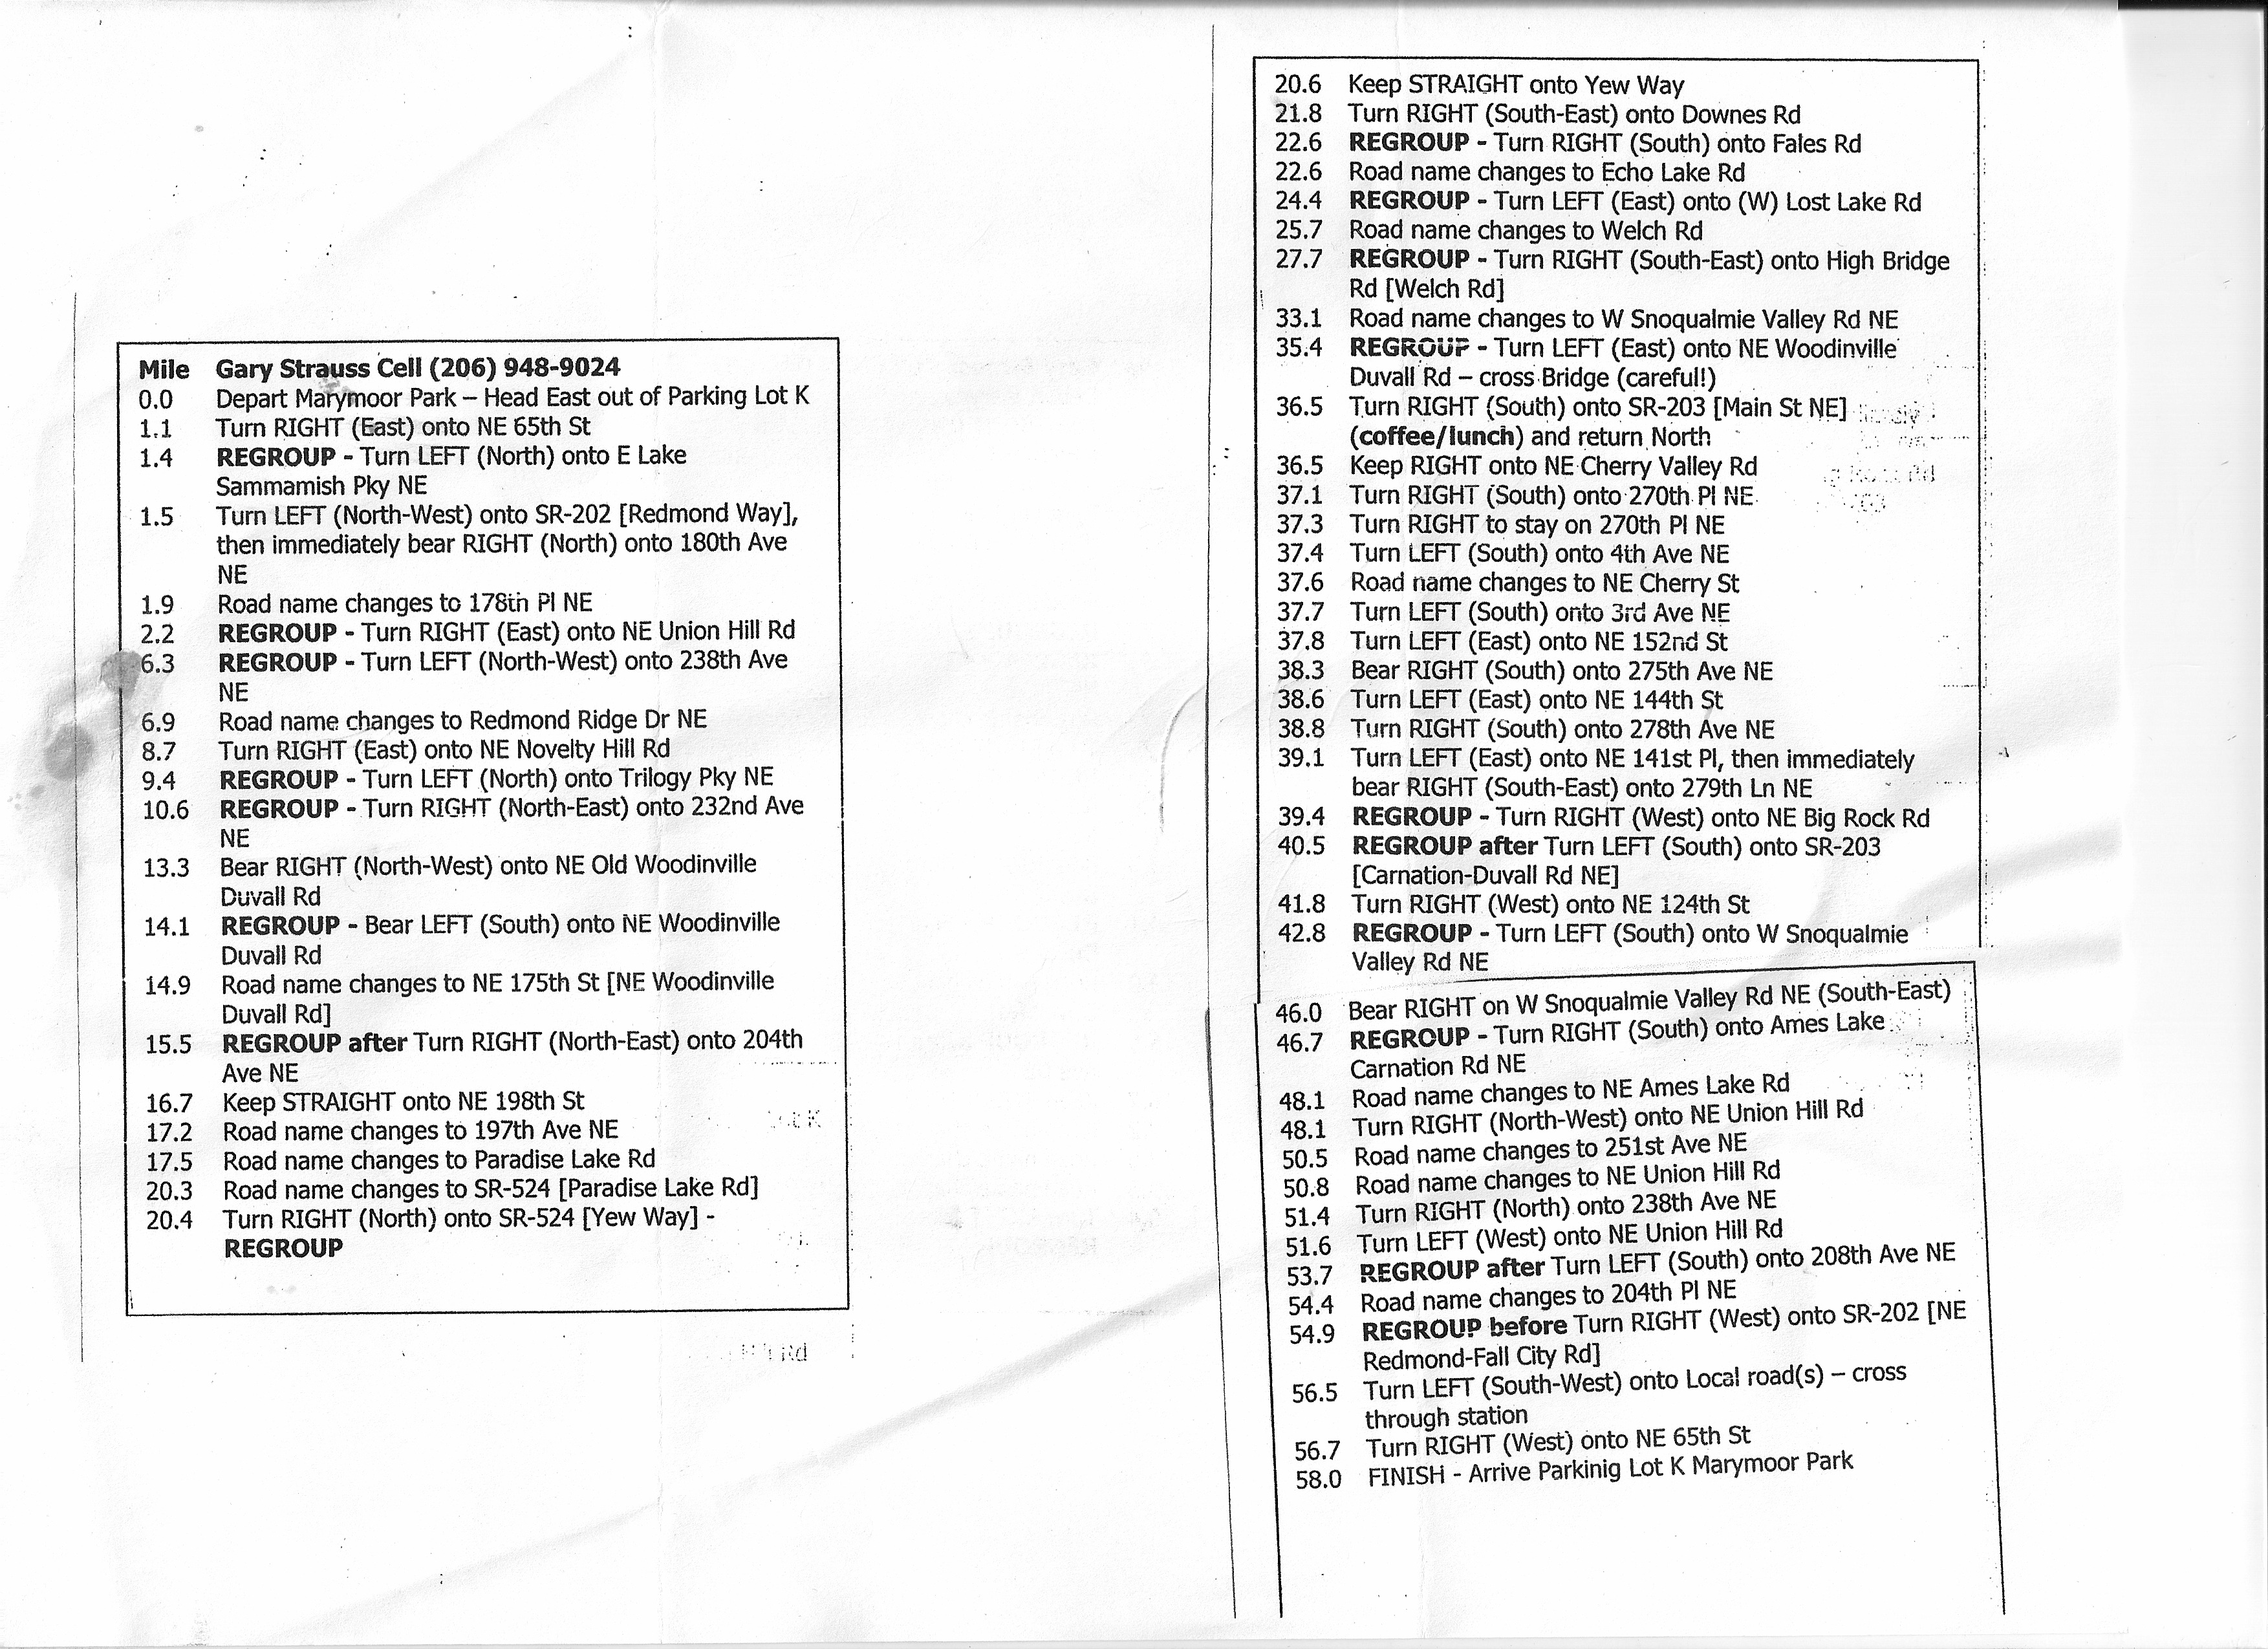 Mile Gary Strauss Cell (206) 948-9024
0.0 Depart Marymoor Park – Head East out of Parking Lot K
1.1 Turn RIGHT (East) onto NE 65th St
1.4 REGROUP - Turn LEFT (North) onto E Lake
Sammamish Pky NE
1.5 Turn LEFT (North-West) onto SR-202 [Redmond Way],
then immediately bear RIGHT (North) onto 180th Ave
NE
1.9 Road name changes to 178th Pl NE
2.2 REGROUP - Turn RIGHT (East) onto NE Union Hill Rd
6.3 REGROUP - Turn LEFT (North-West) onto 238th Ave
NE
6.9 Road name changes to Redmond Ridge Dr NE
8.7 Turn RIGHT (East) onto NE Novelty Hill Rd
9.4 REGROUP - Turn LEFT (North) onto Trilogy Pky NE
10.6 REGROUP - Turn RIGHT (North-East) onto 232nd Ave
NE
13.3 Bear RIGHT (North-West) onto NE Old Woodinville
Duvall Rd
14.1 REGROUP - Bear LEFT (South) onto NE Woodinville
Duvall Rd
14.9 Road name changes to NE 175th St [NE Woodinville
Duvall Rd]
15.5 REGROUP after Turn RIGHT (North-East) onto 204th
Ave NE
16.7 Keep STRAIGHT onto NE 198th St
17.2 Road name changes to 197th Ave NE
17.5 Road name changes to Paradise Lake Rd
20.3 Road name changes to SR-524 [Paradise Lake Rd]
20.4 Turn RIGHT (North) onto SR-524 [Yew Way] -
REGROUP
20.6 Keep STRAIGHT onto Yew Way
21.8 Turn RIGHT (South-East) onto Downes Rd
22.6 REGROUP - Turn RIGHT (South) onto Fales Rd
22.6 Road name changes to Echo Lake Rd
24.4 REGROUP - Turn LEFT (East) onto (W) Lost Lake Rd
25.7 Road name changes to Welch Rd
27.7 REGROUP - Turn RIGHT (South-East) onto High Bridge
Rd [Welch Rd]
33.1 Road name changes to W Snoqualmie Valley Rd NE
35.4 REGROUP - Turn LEFT (East) onto NE Woodinville
Duvall Rd – cross Bridge (careful!)
36.5 Turn RIGHT (South) onto SR-203 [Main St NE]
(coffee/lunch) and return North
36.5 Keep RIGHT onto NE Cherry Valley Rd
37.1 Turn RIGHT (South) onto 270th Pl NE
37.3 Turn RIGHT to stay on 270th Pl NE
37.4 Turn LEFT (South) onto 4th Ave NE
37.6 Road name changes to NE Cherry St
37.7 Turn LEFT (South) onto 3rd Ave NE
37.8 Turn LEFT (East) onto NE 152nd St
38.3 Bear RIGHT (South) onto 275th Ave NE
38.6 Turn LEFT (East) onto NE 144th St
38.8 Turn RIGHT (South) onto 278th Ave NE
39.1 Turn LEFT (East) onto NE 141st Pl, then immediately
bear RIGHT (South-East) onto 279th Ln NE
39.4 REGROUP - Turn RIGHT (West) onto NE Big Rock Rd
40.5 REGROUP after Turn LEFT (South) onto SR-203
[Carnation-Duvall Rd NE]
41.8 Turn RIGHT (West) onto NE 124th St
42.8 REGROUP - Turn LEFT (South) onto W Snoqualmie
Valley Rd NE
46.0 Bear RIGHT on W Snoqualmie Valley Rd NE (South-East)
46.7 REGROUP - Turn RIGHT (South) onto Ames Lake
Carnation Rd NE
48.1 Road name changes to NE Ames Lake Rd
48.1 Turn RIGHT (North-West) onto NE Union Hill Rd
50.5 Road name changes to 251st Ave NE
50.8 Road name changes to NE Union Hill Rd
51.4 Turn RIGHT (North) onto 238th Ave NE
51.6 Turn LEFT (West) onto NE Union Hill Rd
53.7 REGROUP after Turn LEFT (South) onto 208th Ave NE
54.4 Road name changes to 204th Pl NE
54.9 REGROUP before Turn RIGHT (West) onto SR-202 [NE
Redmond-Fall City Rd]
56.5 Turn LEFT (South-West) onto Local road(s) – cross
through station
56.7 Turn RIGHT (West) onto NE 65th St
58.0 FINISH - Arrive Parkinig Lot K Marymoor Park